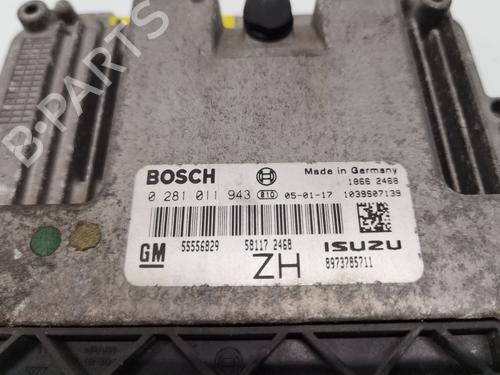 BOSCH Made in Germany
1866 2468
0 281 011 943 B10 05-01-17 1039S07139
GM 55556829 58117 2468 ISUZU
ZH 8973785711
B-PARTS